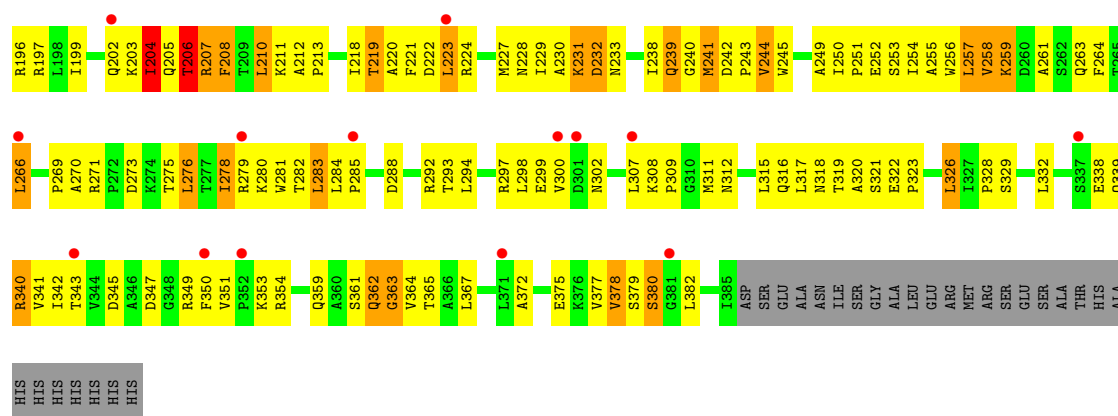 R196 R197 L198 I199 Q202 K203 I204 Q205 T206 R207 F208 T209 L210 K211 A212 P213 I218 T219 A220 F221 D222 L223 R224 M227 N228 I229 A230 K231 D232 N233 I238 Q239 G240 M241 D242 P243 V244 W245 A249 I250 P251 E252 S253 I254 A255 W256 L257 V258 K259 D260 A261 S262 Q263 F264 T265
L266 P269 A270 R271 P272 D273 K274 T275 L276 T277 I278 R279 K280 W281 T282 L283 L284 P285 D288 R292 T293 L294 R297 L298 E299 V300 D301 N302 L307 K308 P309 G310 M311 N312 L315 Q316 L317 N318 T319 A320 S321 E322 P323 L326 I327 P328 S329 L332 S337 E338 Q339
R340 V341 I342 T343 V344 D345 A346 D347 G348 R349 F350 V351 P352 K353 R354 Q359 A360 S361 Q362 G363 V364 T365 A366 L367 L371 A372 E375 K376 V377 V378 S379 S380 G381 L382 I385 ASP SER GLU ALA ASN ILE SER GLY ALA LEU GLU ARG MET ARG SER GLU SER ALA THR HIS ALA
HIS HIS HIS HIS HIS HIS HIS